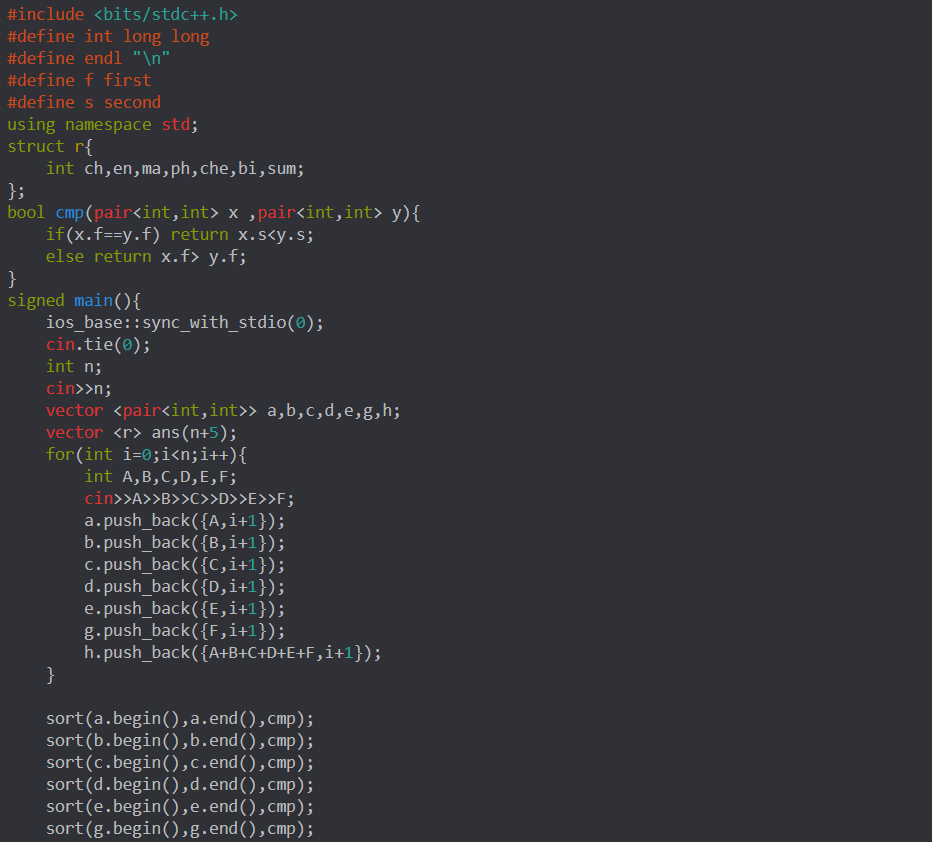 #include <bits/stdc++.h>
#define int long long
#define endl "\n"
#define f first
#define s second
using namespace std;
struct r{
    int ch,en,ma,ph,che,bi,sum;
};
bool cmp(pair<int,int> x ,pair<int,int> y){
    if(x.f==y.f) return x.s<y.s;
    else return x.f> y.f;
}
signed main(){
    ios_base::sync_with_stdio(0);
    cin.tie(0);
    int n;
    cin>>n;
    vector <pair<int,int>> a,b,c,d,e,g,h;
    vector <r> ans(n+5);
    for(int i=0;i<n;i++){
        int A,B,C,D,E,F;
        cin>>A>>B>>C>>D>>E>>F;
        a.push_back({A,i+1});
        b.push_back({B,i+1});
        c.push_back({C,i+1});
        d.push_back({D,i+1});
        e.push_back({E,i+1});
        g.push_back({F,i+1});
        h.push_back({A+B+C+D+E+F,i+1});
    }

    sort(a.begin(),a.end(),cmp);
    sort(b.begin(),b.end(),cmp);
    sort(c.begin(),c.end(),cmp);
    sort(d.begin(),d.end(),cmp);
    sort(e.begin(),e.end(),cmp);
    sort(g.begin(),g.end(),cmp);